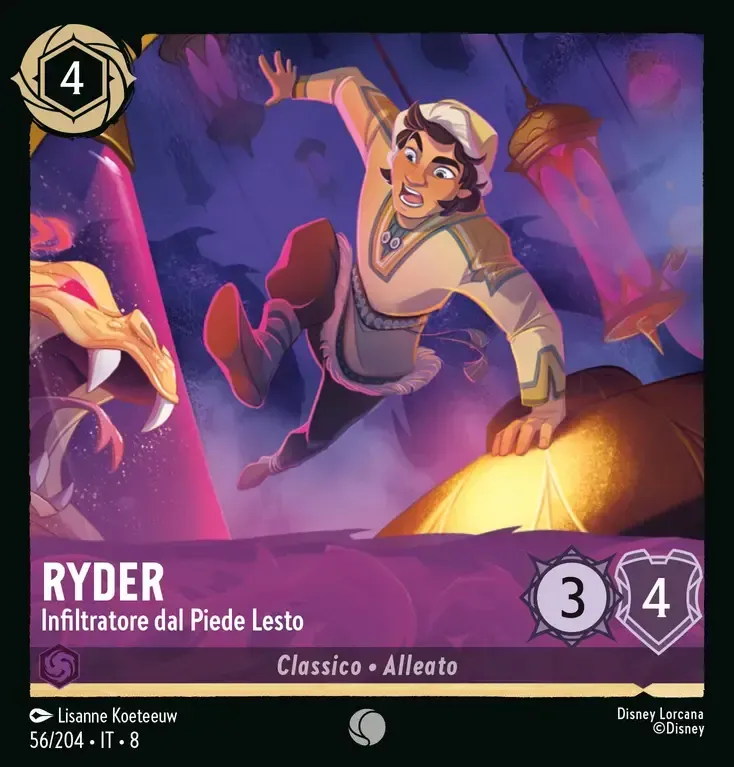 4
RYDER
Infiltratore dal Piede Lesto
3
4
Classico • Alleato
Lisanne Koeteeuw
Disney Lorcana
56/204 • IT • 8
©Disney